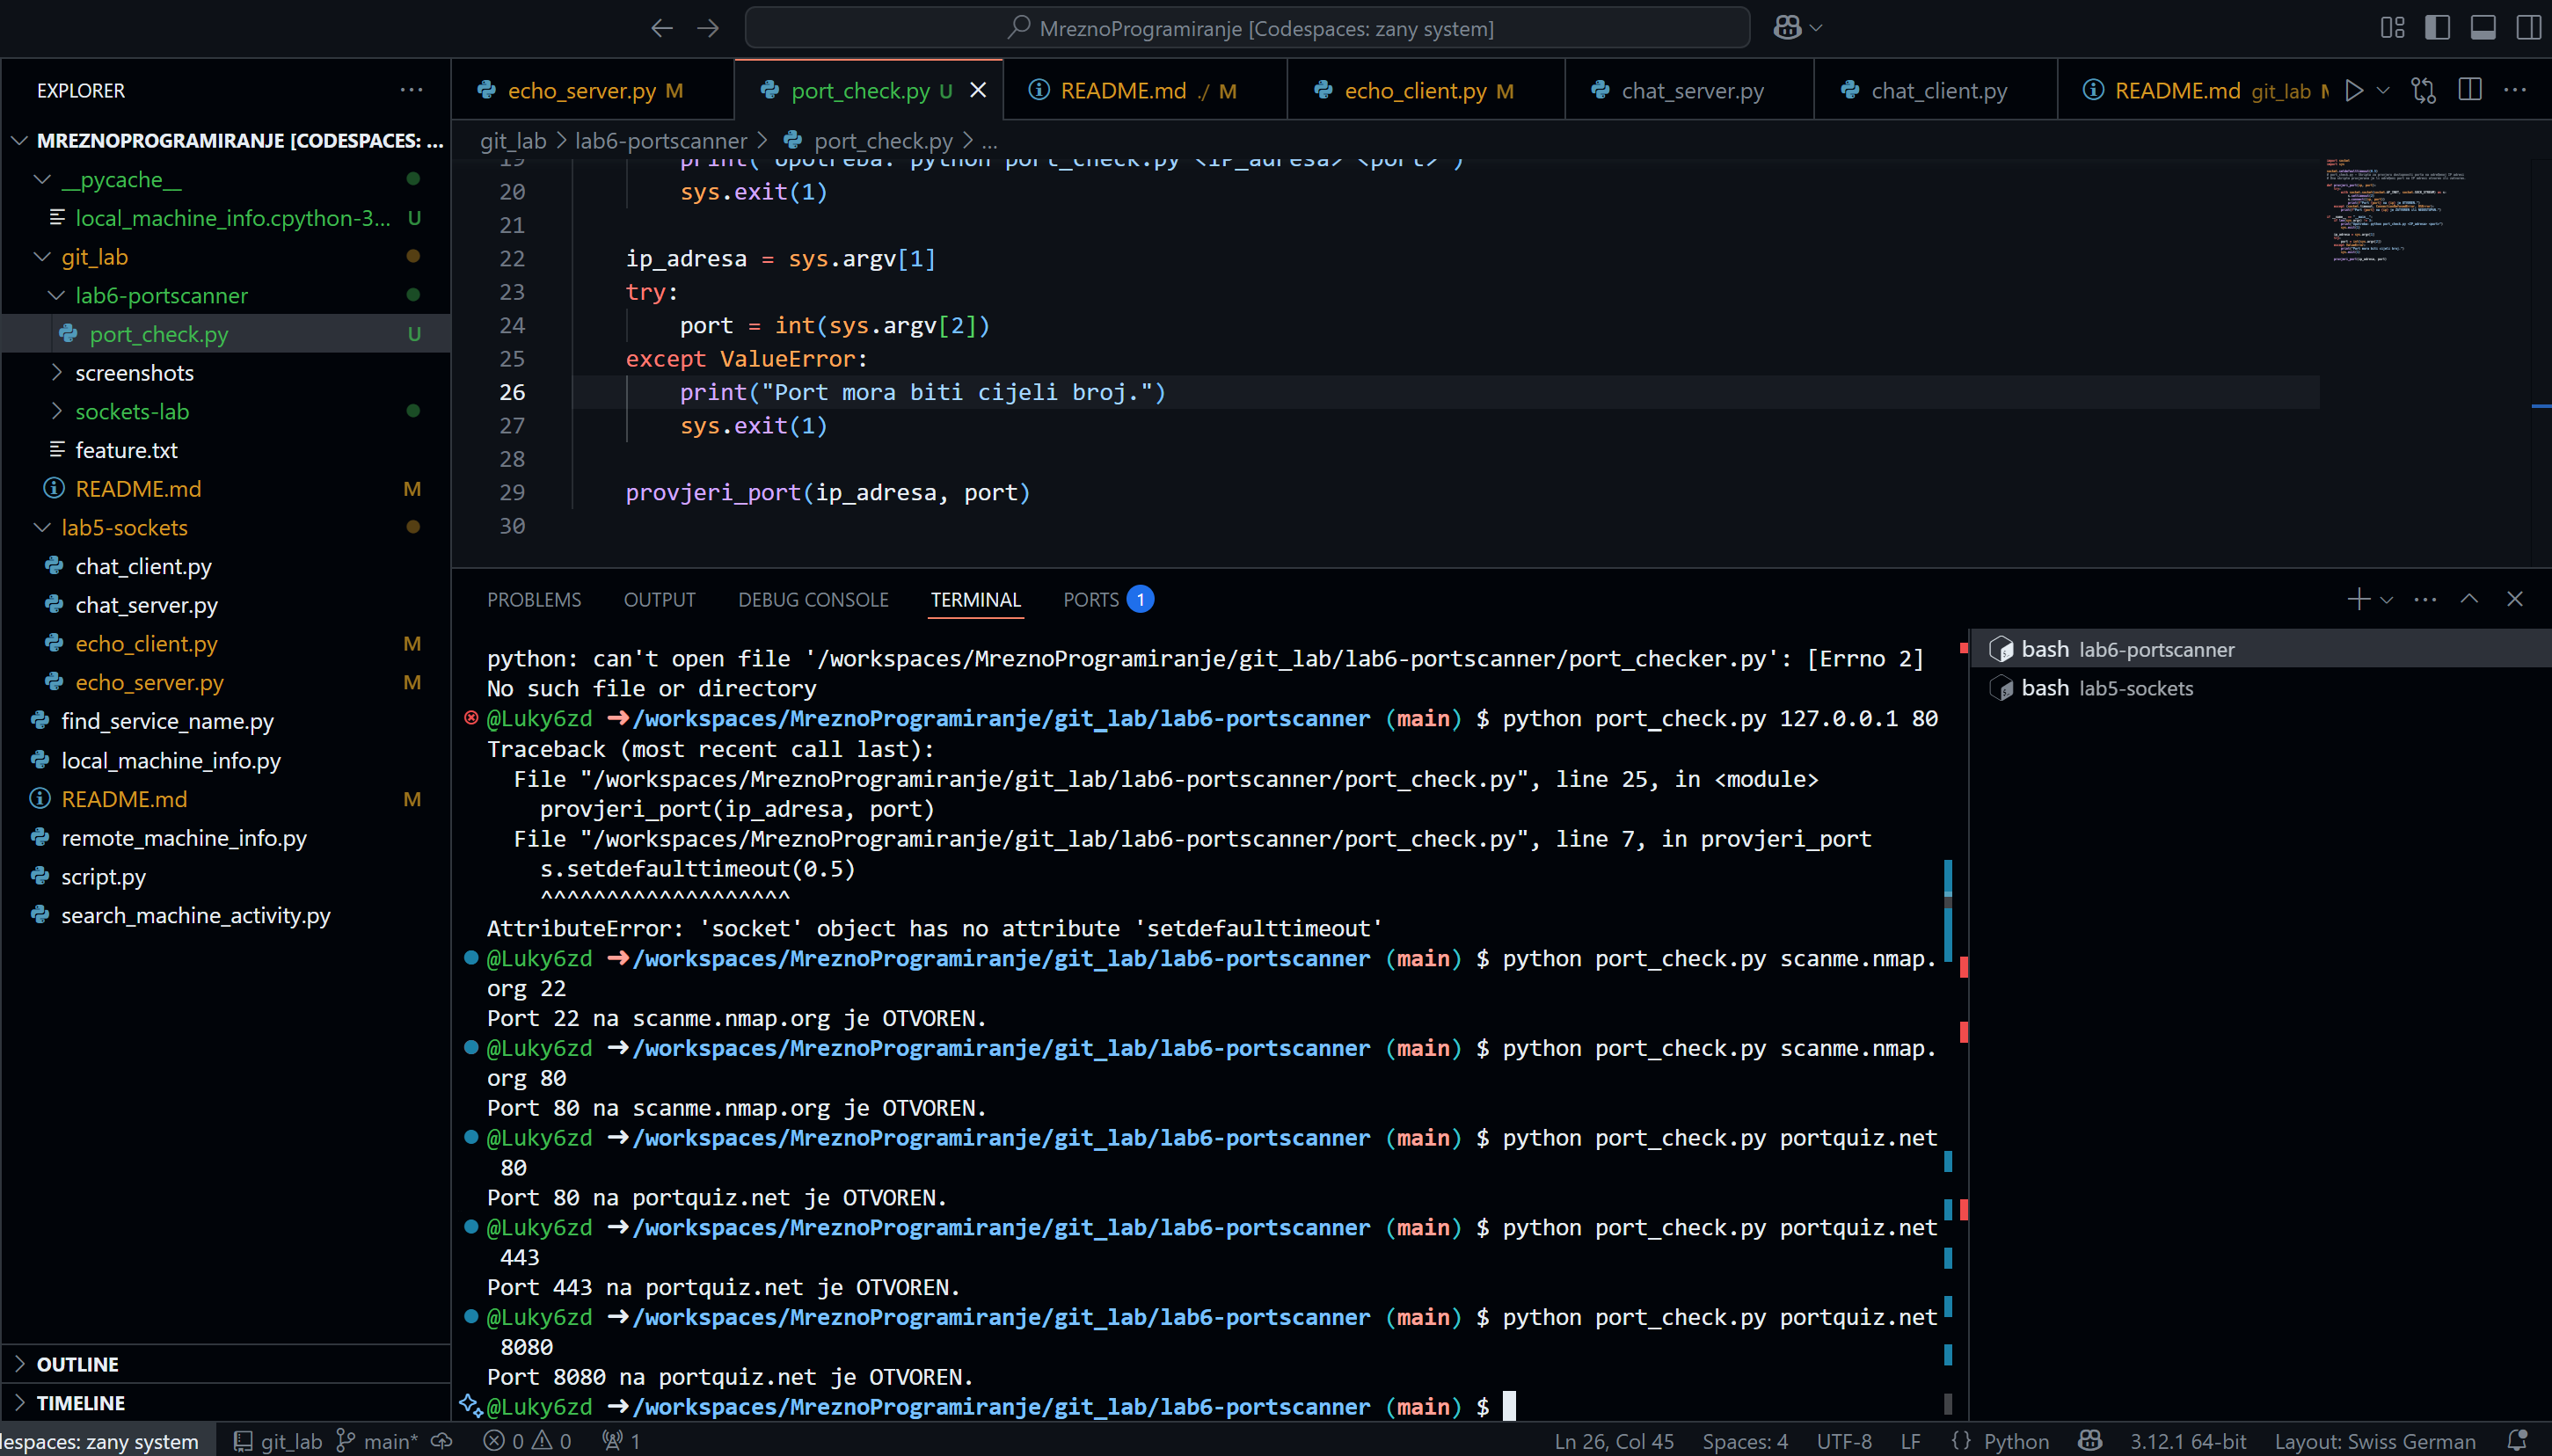 MreznoProgramiranje [Codespaces: zany system]
EXPLORER
MREZNOPROGRAMIRANJE [CODESPACES: ...
__pycache__
local_machine_info.cpython-3... U
git_lab
lab6-portscanner
port_check.py U
screenshots
sockets-lab
feature.txt
README.md M
lab5-sockets
chat_client.py
chat_server.py
echo_client.py M
echo_server.py M
find_service_name.py
local_machine_info.py
README.md M
remote_machine_info.py
script.py
search_machine_activity.py
OUTLINE
TIMELINE
echo_server.py M port_check.py U README.md ./ M echo_client.py M chat_server.py chat_client.py README.md git_lab
git_lab > lab6-portscanner > port_check.py > ...
19 print("Upotreba: python port_check.py <IP_adresa> <port>")
20 sys.exit(1)
21
22 ip_adresa = sys.argv[1]
23 try:
24 port = int(sys.argv[2])
25 except ValueError:
26 print("Port mora biti cijeli broj.")
27 sys.exit(1)
28
29 provjeri_port(ip_adresa, port)
30
PROBLEMS OUTPUT DEBUG CONSOLE TERMINAL PORTS 1
python: can't open file '/workspaces/MreznoProgramiranje/git_lab/lab6-portscanner/port_checker.py': [Errno 2]
No such file or directory
@Luky6zd ➜/workspaces/MreznoProgramiranje/git_lab/lab6-portscanner (main) $ python port_check.py 127.0.0.1 80
Traceback (most recent call last):
File "/workspaces/MreznoProgramiranje/git_lab/lab6-portscanner/port_check.py", line 25, in <module>
provjeri_port(ip_adresa, port)
File "/workspaces/MreznoProgramiranje/git_lab/lab6-portscanner/port_check.py", line 7, in provjeri_port
s.setdefaulttimeout(0.5)
^^^^^^^^^^^^^^^^^^^
AttributeError: 'socket' object has no attribute 'setdefaulttimeout'
@Luky6zd ➜/workspaces/MreznoProgramiranje/git_lab/lab6-portscanner (main) $ python port_check.py scanme.nmap.
org 22
Port 22 na scanme.nmap.org je OTVOREN.
@Luky6zd ➜/workspaces/MreznoProgramiranje/git_lab/lab6-portscanner (main) $ python port_check.py scanme.nmap.
org 80
Port 80 na scanme.nmap.org je OTVOREN.
@Luky6zd ➜/workspaces/MreznoProgramiranje/git_lab/lab6-portscanner (main) $ python port_check.py portquiz.net
80
Port 80 na portquiz.net je OTVOREN.
@Luky6zd ➜/workspaces/MreznoProgramiranje/git_lab/lab6-portscanner (main) $ python port_check.py portquiz.net
443
Port 443 na portquiz.net je OTVOREN.
@Luky6zd ➜/workspaces/MreznoProgramiranje/git_lab/lab6-portscanner (main) $ python port_check.py portquiz.net
8080
Port 8080 na portquiz.net je OTVOREN.
@Luky6zd ➜/workspaces/MreznoProgramiranje/git_lab/lab6-portscanner (main) $
bash lab6-portscanner
bash lab5-sockets
espaces: zany system git_lab main* 0 0 1 Ln 26, Col 45 Spaces: 4 UTF-8 LF {} Python 3.12.1 64-bit Layout: Swiss German